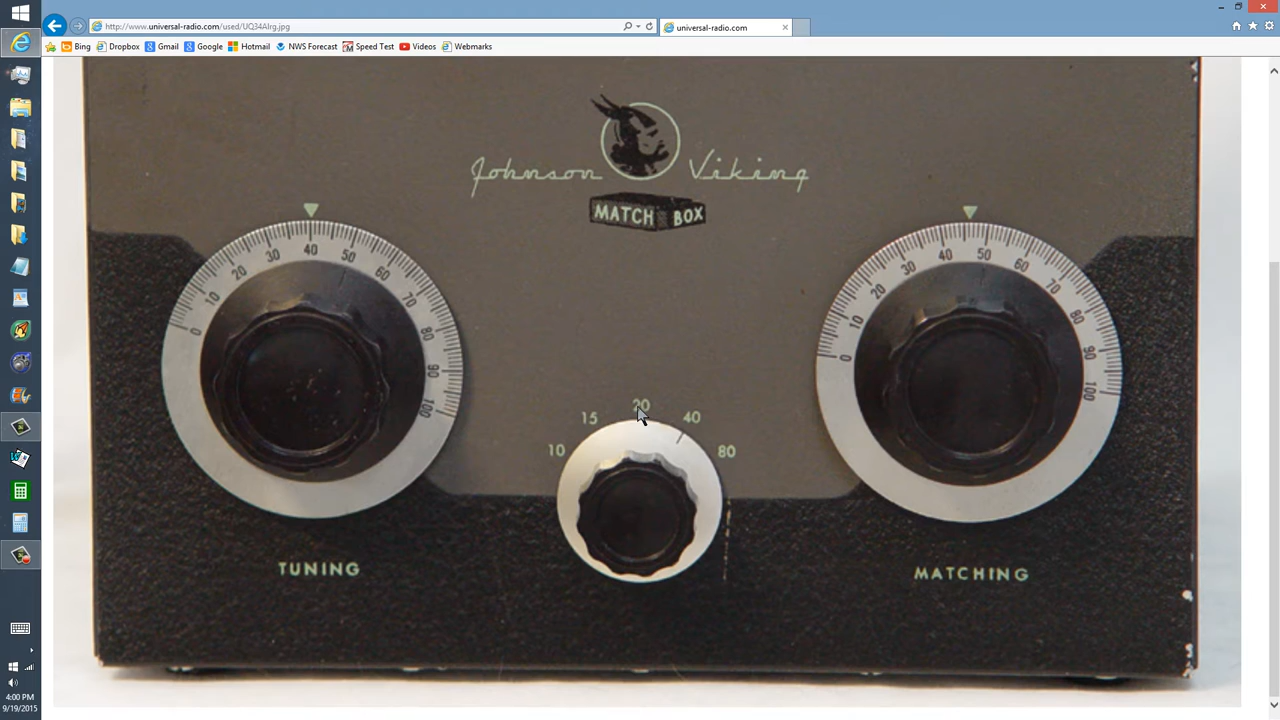 http://www.universal-radio.com/used/UQ34Alrg.jpg
universal-radio.com
Bing
Dropbox
Gmail
Google
Hotmail
NWS Forecast
Speed Test
Videos
Webmarks
Johnson Viking
MATCH BOX
0 10 20 30 40 50 60 70 80 90 100
0 10 20 30 40 50 60 70 80 90 100
10 15 20 40 80
TUNING
MATCHING
4:00 PM
9/19/2015